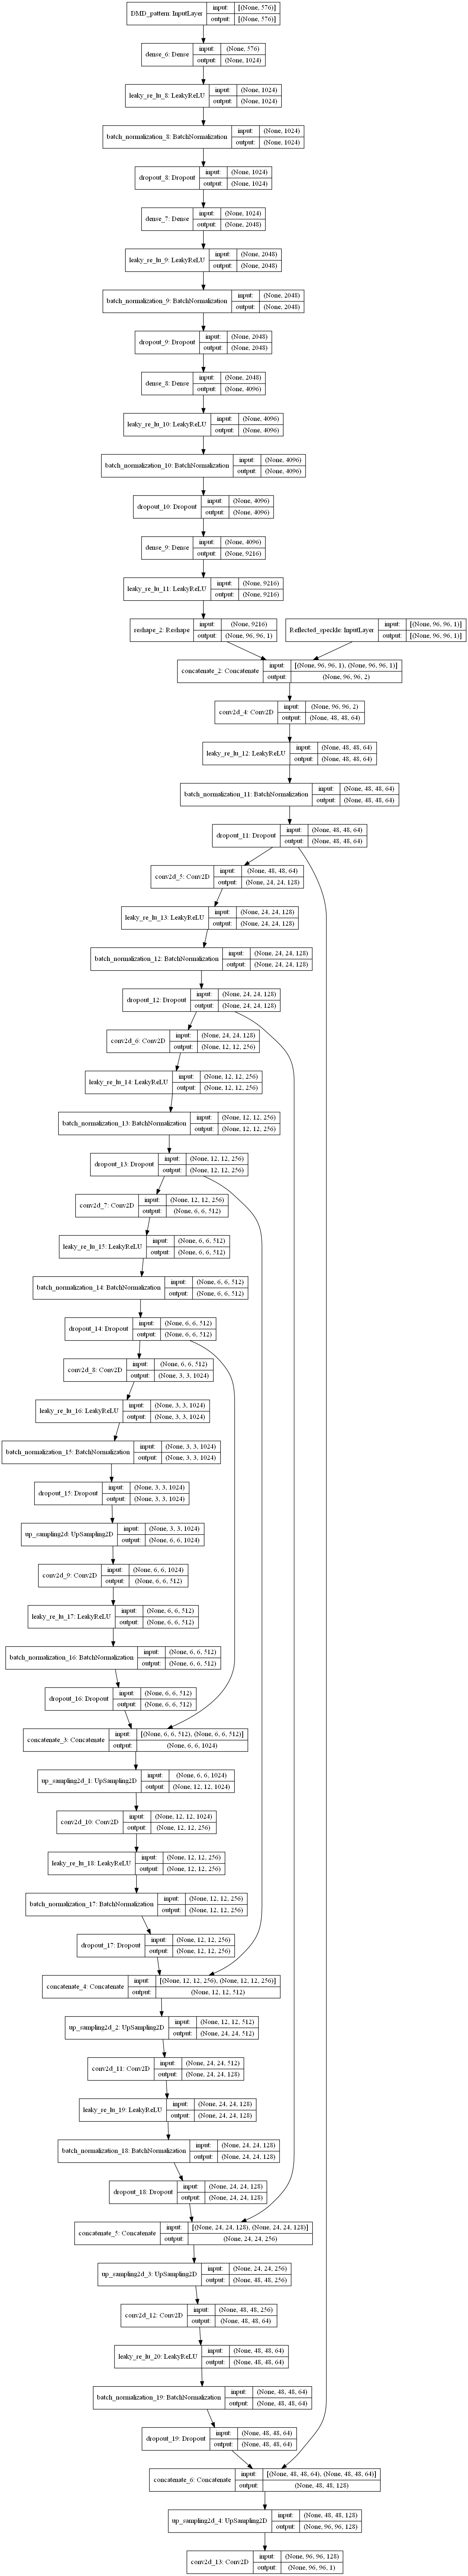 DMD_pattern: InputLayer input: [(None, 576)]
output: [(None, 576)]
dense_6: Dense input: (None, 576)
output: (None, 1024)
leaky_re_lu_8: LeakyReLU input: (None, 1024)
output: (None, 1024)
batch_normalization_8: BatchNormalization input: (None, 1024)
output: (None, 1024)
dropout_8: Dropout input: (None, 1024)
output: (None, 1024)
dense_7: Dense input: (None, 1024)
output: (None, 2048)
leaky_re_lu_9: LeakyReLU input: (None, 2048)
output: (None, 2048)
batch_normalization_9: BatchNormalization input: (None, 2048)
output: (None, 2048)
dropout_9: Dropout input: (None, 2048)
output: (None, 2048)
dense_8: Dense input: (None, 2048)
output: (None, 4096)
leaky_re_lu_10: LeakyReLU input: (None, 4096)
output: (None, 4096)
batch_normalization_10: BatchNormalization input: (None, 4096)
output: (None, 4096)
dropout_10: Dropout input: (None, 4096)
output: (None, 4096)
dense_9: Dense input: (None, 4096)
output: (None, 9216)
leaky_re_lu_11: LeakyReLU input: (None, 9216)
output: (None, 9216)
reshape_2: Reshape input: (None, 9216)
output: (None, 96, 96, 1)
Reflected_speckle: InputLayer input: [(None, 96, 96, 1)]
output: [(None, 96, 96, 1)]
concatenate_2: Concatenate input: [(None, 96, 96, 1), (None, 96, 96, 1)]
output: (None, 96, 96, 2)
conv2d_4: Conv2D input: (None, 96, 96, 2)
output: (None, 48, 48, 64)
leaky_re_lu_12: LeakyReLU input: (None, 48, 48, 64)
output: (None, 48, 48, 64)
batch_normalization_11: BatchNormalization input: (None, 48, 48, 64)
output: (None, 48, 48, 64)
dropout_11: Dropout input: (None, 48, 48, 64)
output: (None, 48, 48, 64)
conv2d_5: Conv2D input: (None, 48, 48, 64)
output: (None, 24, 24, 128)
leaky_re_lu_13: LeakyReLU input: (None, 24, 24, 128)
output: (None, 24, 24, 128)
batch_normalization_12: BatchNormalization input: (None, 24, 24, 128)
output: (None, 24, 24, 128)
dropout_12: Dropout input: (None, 24, 24, 128)
output: (None, 24, 24, 128)
conv2d_6: Conv2D input: (None, 24, 24, 128)
output: (None, 12, 12, 256)
leaky_re_lu_14: LeakyReLU input: (None, 12, 12, 256)
output: (None, 12, 12, 256)
batch_normalization_13: BatchNormalization input: (None, 12, 12, 256)
output: (None, 12, 12, 256)
dropout_13: Dropout input: (None, 12, 12, 256)
output: (None, 12, 12, 256)
conv2d_7: Conv2D input: (None, 12, 12, 256)
output: (None, 6, 6, 512)
leaky_re_lu_15: LeakyReLU input: (None, 6, 6, 512)
output: (None, 6, 6, 512)
batch_normalization_14: BatchNormalization input: (None, 6, 6, 512)
output: (None, 6, 6, 512)
dropout_14: Dropout input: (None, 6, 6, 512)
output: (None, 6, 6, 512)
conv2d_8: Conv2D input: (None, 6, 6, 512)
output: (None, 3, 3, 1024)
leaky_re_lu_16: LeakyReLU input: (None, 3, 3, 1024)
output: (None, 3, 3, 1024)
batch_normalization_15: BatchNormalization input: (None, 3, 3, 1024)
output: (None, 3, 3, 1024)
dropout_15: Dropout input: (None, 3, 3, 1024)
output: (None, 3, 3, 1024)
up_sampling2d: UpSampling2D input: (None, 3, 3, 1024)
output: (None, 6, 6, 1024)
conv2d_9: Conv2D input: (None, 6, 6, 1024)
output: (None, 6, 6, 512)
leaky_re_lu_17: LeakyReLU input: (None, 6, 6, 512)
output: (None, 6, 6, 512)
batch_normalization_16: BatchNormalization input: (None, 6, 6, 512)
output: (None, 6, 6, 512)
dropout_16: Dropout input: (None, 6, 6, 512)
output: (None, 6, 6, 512)
concatenate_3: Concatenate input: [(None, 6, 6, 512), (None, 6, 6, 512)]
output: (None, 6, 6, 1024)
up_sampling2d_1: UpSampling2D input: (None, 6, 6, 1024)
output: (None, 12, 12, 1024)
conv2d_10: Conv2D input: (None, 12, 12, 1024)
output: (None, 12, 12, 256)
leaky_re_lu_18: LeakyReLU input: (None, 12, 12, 256)
output: (None, 12, 12, 256)
batch_normalization_17: BatchNormalization input: (None, 12, 12, 256)
output: (None, 12, 12, 256)
dropout_17: Dropout input: (None, 12, 12, 256)
output: (None, 12, 12, 256)
concatenate_4: Concatenate input: [(None, 12, 12, 256), (None, 12, 12, 256)]
output: (None, 12, 12, 512)
up_sampling2d_2: UpSampling2D input: (None, 12, 12, 512)
output: (None, 24, 24, 512)
conv2d_11: Conv2D input: (None, 24, 24, 512)
output: (None, 24, 24, 128)
leaky_re_lu_19: LeakyReLU input: (None, 24, 24, 128)
output: (None, 24, 24, 128)
batch_normalization_18: BatchNormalization input: (None, 24, 24, 128)
output: (None, 24, 24, 128)
dropout_18: Dropout input: (None, 24, 24, 128)
output: (None, 24, 24, 128)
concatenate_5: Concatenate input: [(None, 24, 24, 128), (None, 24, 24, 128)]
output: (None, 24, 24, 256)
up_sampling2d_3: UpSampling2D input: (None, 24, 24, 256)
output: (None, 48, 48, 256)
conv2d_12: Conv2D input: (None, 48, 48, 256)
output: (None, 48, 48, 64)
leaky_re_lu_20: LeakyReLU input: (None, 48, 48, 64)
output: (None, 48, 48, 64)
batch_normalization_19: BatchNormalization input: (None, 48, 48, 64)
output: (None, 48, 48, 64)
dropout_19: Dropout input: (None, 48, 48, 64)
output: (None, 48, 48, 64)
concatenate_6: Concatenate input: [(None, 48, 48, 64), (None, 48, 48, 64)]
output: (None, 48, 48, 128)
up_sampling2d_4: UpSampling2D input: (None, 48, 48, 128)
output: (None, 96, 96, 128)
conv2d_13: Conv2D input: (None, 96, 96, 128)
output: (None, 96, 96, 1)